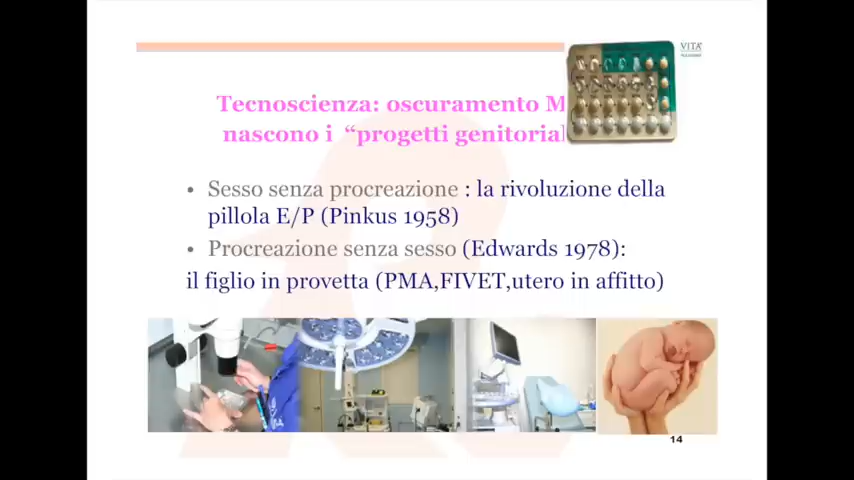 VITA'
Tecnoscienza: oscuramento M
nascono i “progetti genitorial
• Sesso senza procreazione : la rivoluzione della
pillola E/P (Pinkus 1958)
• Procreazione senza sesso (Edwards 1978):
il figlio in provetta (PMA,FIVET,utero in affitto)
14